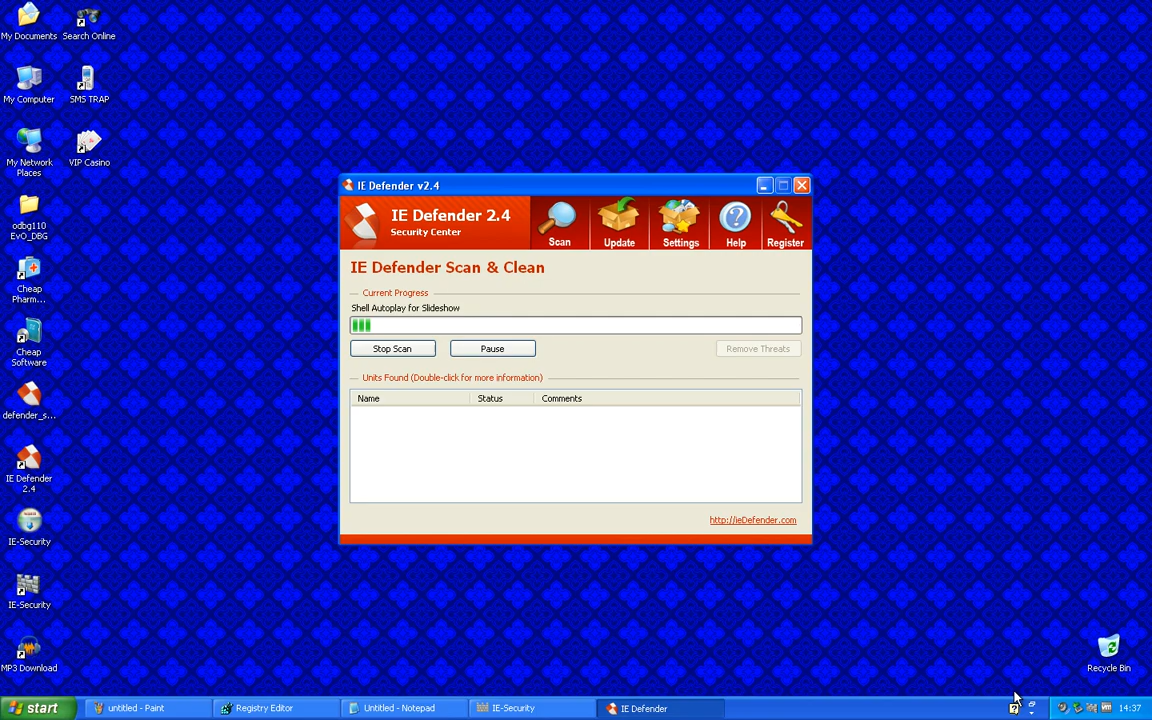 My Documents
Search Online
My Computer
SMS TRAP
My Network
Places
VIP Casino
odbg110
EvO_DBG
Cheap
Pharm...
Cheap
Software
defender_s...
IE Defender
2.4
IE-Security
IE-Security
MP3 Download
IE Defender v2.4
IE Defender 2.4
Security Center
Scan
Update
Settings
Help
Register
IE Defender Scan & Clean
Current Progress
Shell Autoplay for Slideshow
Stop Scan
Pause
Remove Threats
Units Found (Double-click for more information)
Name
Status
Comments
http://ieDefender.com
Recycle Bin
start
untitled - Paint
Registry Editor
Untitled - Notepad
IE-Security
IE Defender
14:37